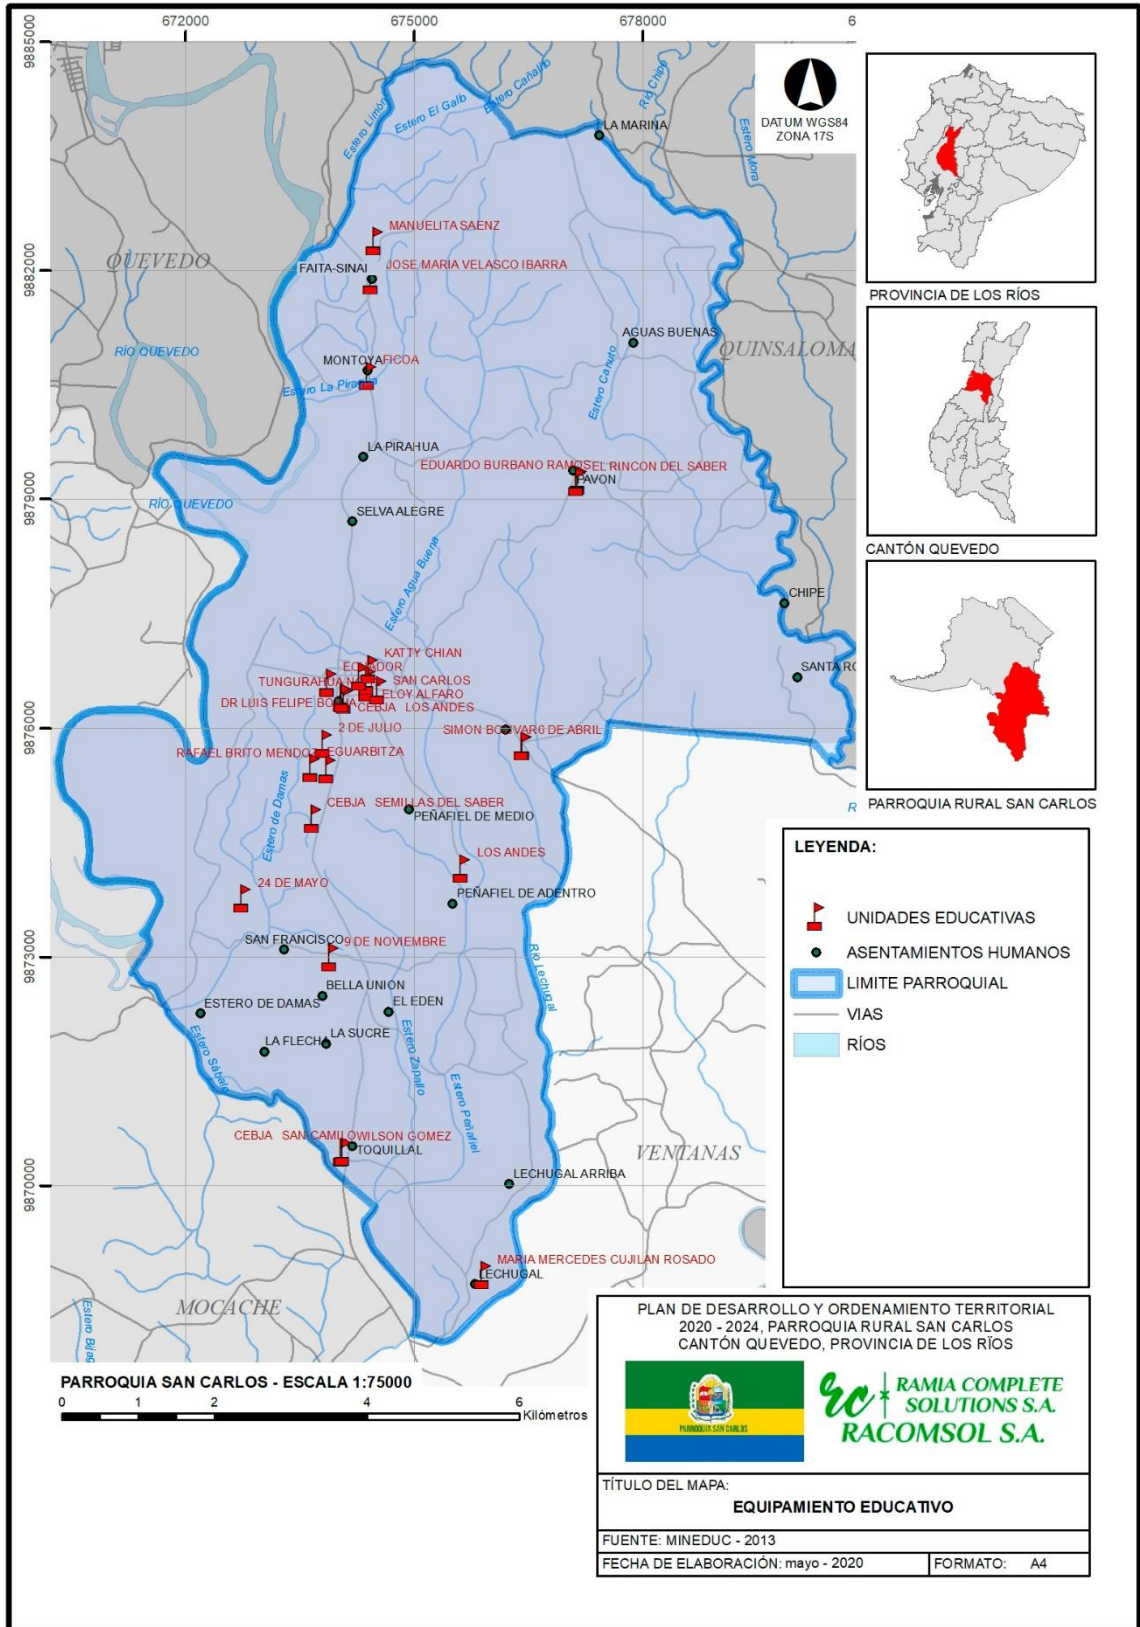 672000
675000
678000
6
9885000
9882000
9879000
9876000
9873000
9870000
DATUM WGS84
ZONA 17S
Estero Limón
Estero El Galb
Estero Cañalito
Río Chipe
Estero Mora
LA MARINA
MANUELITA SAENZ
QUEVEDO
FAITA-SINAI
JOSE MARIA VELASCO IBARRA
AGUAS BUENAS
QUINSALOMA
RÍO QUEVEDO
MONTOYA
FICOA
Estero La Pirahua
Estero Canuto
LA PIRAHUA
EDUARDO BURBANO RAMOS
EL RINCON DEL SABER
PAVON
RÍO QUEVEDO
SELVA ALEGRE
Estero Agua Buena
CHIPE
KATTY CHIAN
ECUADOR
TUNGURAHUA
SAN CARLOS
SANTA RO
ELOY ALFARO
DR LUIS FELIPE
CEBJA LOS ANDES
2 DE JULIO
SIMON BOLIVAR
6 DE ABRIL
RAFAEL BRITO MENDOZ
EGUARBITZA
Estero de Damas
CEBJA SEMILLAS DEL SABER
PEÑAFIEL DE MEDIO
R
LOS ANDES
24 DE MAYO
PEÑAFIEL DE ADENTRO
SAN FRANCISCO
9 DE NOVIEMBRE
Río Lechugal
BELLA UNION
ESTERO DE DAMAS
EL EDEN
LA SUCRE
LA FLECHA
Estero Sábalo
Estero Zapallo
Estero Peñafiel
CEBJA SAN CAMILO
WILSON GOMEZ
TOQUILLAL
VENTANAS
LECHUGAL ARRIBA
MARIA MERCEDES CUJILAN ROSADO
LECHUGAL
MOCACHE
Estero Bijag
PARROQUIA SAN CARLOS - ESCALA 1:75000
0 1 2 4 6
Kilómetros
PROVINCIA DE LOS RÍOS
CANTÓN QUEVEDO
PARROQUIA RURAL SAN CARLOS
LEYENDA:
UNIDADES EDUCATIVAS
ASENTAMIENTOS HUMANOS
LIMITE PARROQUIAL
VIAS
RÍOS
PLAN DE DESARROLLO Y ORDENAMIENTO TERRITORIAL
2020 - 2024, PARROQUIA RURAL SAN CARLOS
CANTÓN QUEVEDO, PROVINCIA DE LOS RÏOS
PARROQUIA SAN CARLOS
rc RAMIA COMPLETE
SOLUTIONS S.A.
RACOMSOL S.A.
TÍTULO DEL MAPA:
EQUIPAMIENTO EDUCATIVO
FUENTE: MINEDUC - 2013
FECHA DE ELABORACIÓN: mayo - 2020
FORMATO: A4